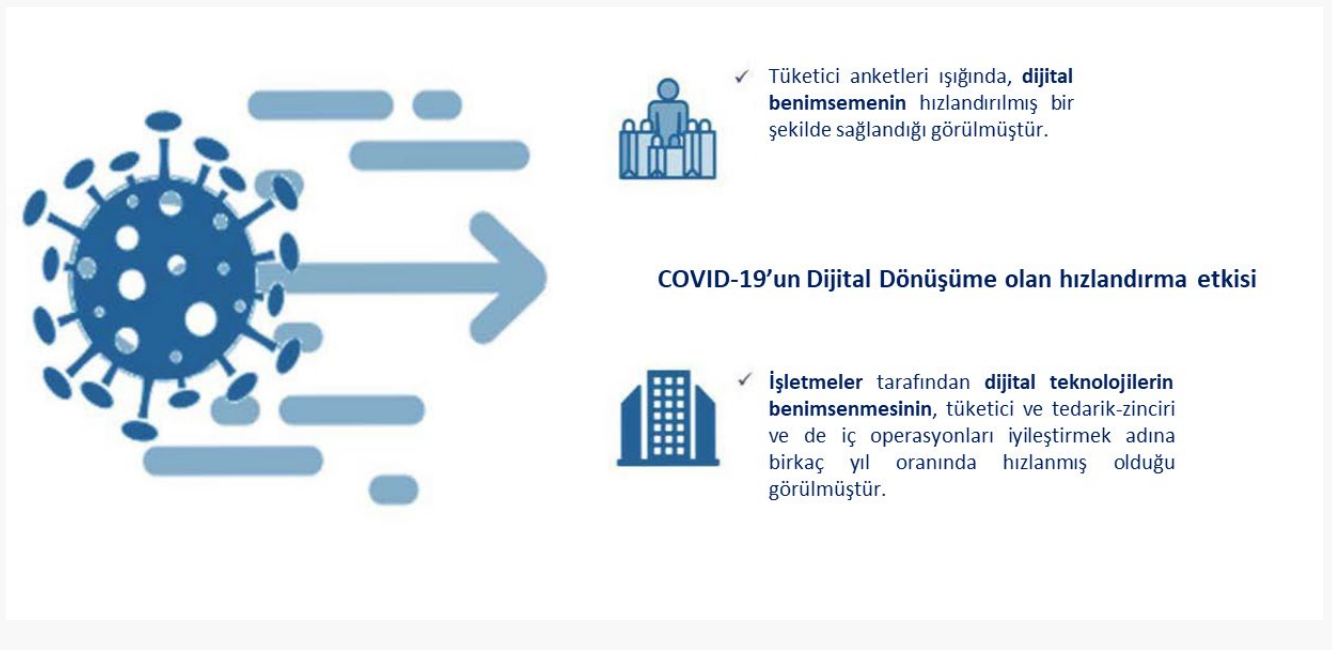 Tüketici anketleri ışığında, dijital
benimsemenin hızlandırılmış bir
şekilde sağlandığı görülmüştür.
COVID-19’un Dijital Dönüşüme olan hızlandırma etkisi
İşletmeler tarafından dijital teknolojilerin
benimsenmesinin, tüketici ve tedarik-zinciri
ve de iç operasyonları iyileştirmek adına
birkaç yıl oranında hızlanmış olduğu
görülmüştür.